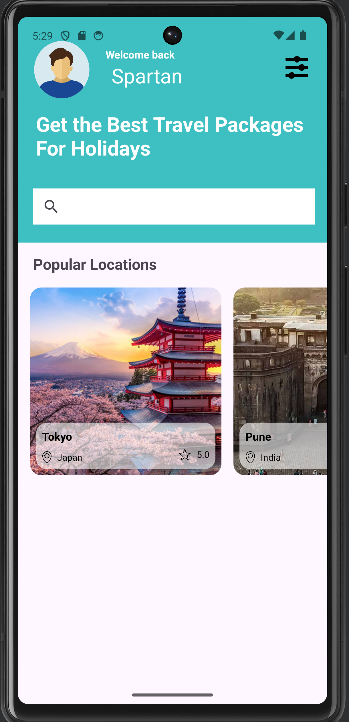 5:29
Welcome back
Spartan
Get the Best Travel Packages
For Holidays
Popular Locations
Tokyo
Japan 5.0
Pune
India